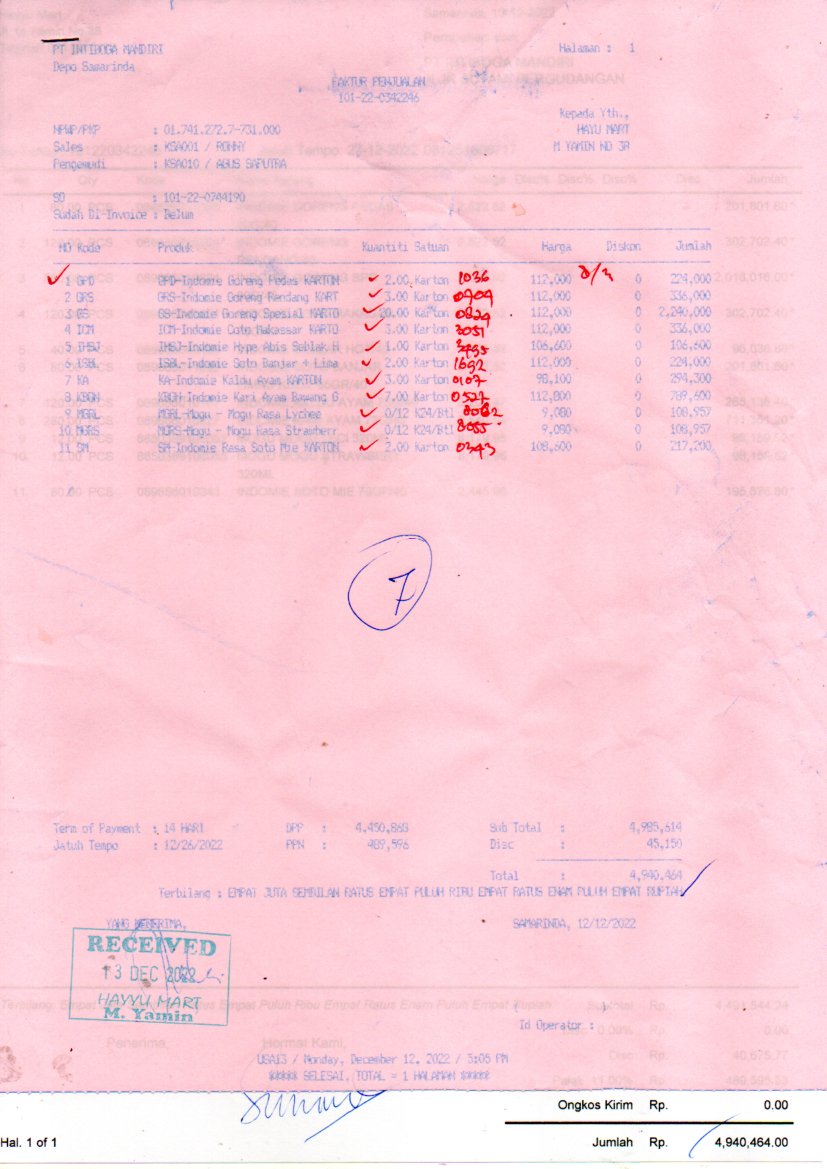 PT INTIBOGA MANDIRI
Halaman : 1
Depo Samarinda
FAKTUR PENJUALAN
101-22-0342246
Kepada Yth.,
NPWP/PKP : 01.741.272.7-731.000
HAYU MART
Sales : KSA001 / RONNY
M YAMIN NO 3R
Pengemudi : KSA010 / AGUS SAPUTRA
SO : 101-22-0744190
Sudah Di-Invoice : Belum
NO Kode Produk Kuantiti Satuan Harga Diskon Jumlah
1 GPD GPD-Indomie Goreng Pedas KARTON 2.00 Karton 1036 112,000 0 224,000
2 GRS GRS-Indomie Goreng Rendang KART 3.00 Karton 0909 112,000 0 336,000
3 GS GS-Indomie Goreng Spesial KARTO 20.00 Karton 0829 112,000 0 2,240,000
4 ICM ICM-Indomie Coto Makassar KARTO 3.00 Karton 3051 112,000 0 336,000
5 IHSJ IHSJ-Indomie Hype Abis Seblak H 1.00 Karton 3495 106,600 0 106,600
6 ISBL ISBL-Indomie Soto Banjar + Lima 2.00 Karton 1692 112,000 0 224,000
7 KA KA-Indomie Kaldu Ayam KARTON 3.00 Karton 0107 98,100 0 294,300
8 KBGN KBGN-Indomie Kari Ayam Bawang G 7.00 Karton 0527 112,800 0 789,600
9 MGRL MGRL-Mogu - Mogu Rasa Lychee 0/12 K24/Btl 8062 9,080 0 108,957
10 MGRS MGRS-Mogu - Mogu Rasa Strawberr 0/12 K24/Btl 8055 9,080 0 108,957
11 SM SM-Indomie Rasa Soto Mie KARTON 2.00 Karton 0343 108,600 0 217,200
7
Term of Payment : 14 HARI DPP : 4,450,868 Sub Total : 4,985,614
Jatuh Tempo : 12/26/2022 PPN : 489,596 Disc : 45,150
Total : 4,940,464
Terbilang : EMPAT JUTA SEMBILAN RATUS EMPAT PULUH RIBU EMPAT RATUS ENAM PULUH EMPAT RUPIAH
YANG MENERIMA,
SAMARINDA, 12/12/2022
RECEIVED
13 DEC 2022
HAYYU MART
M. Yamin
Id Operator :
USA13 / Monday, December 12, 2022 / 3:05 PM
***** SELESAI, TOTAL = 1 HALAMAN *****
Ongkos Kirim Rp. 0.00
Hal. 1 of 1
Jumlah Rp. 4,940,464.00